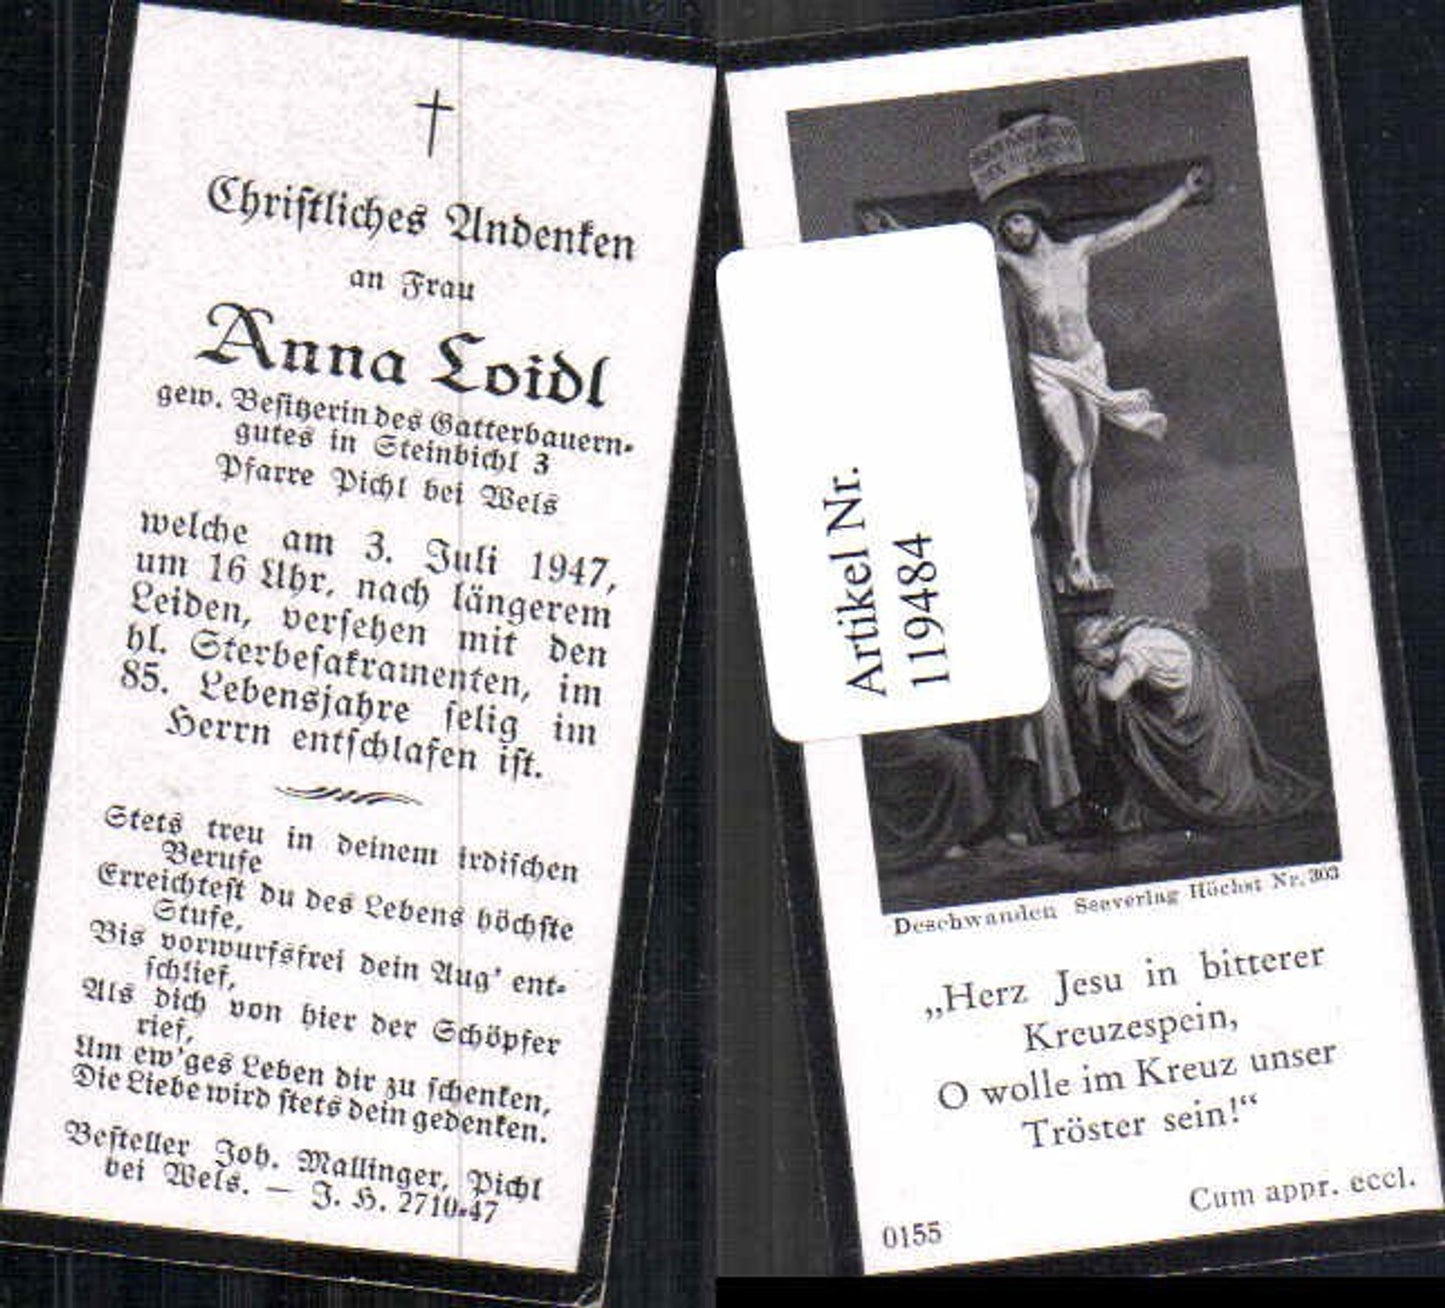 Christliches Andenken
an Frau
Anna Loidl
gew. Besitzerin des Gatterbauern-
gutes in Steinbichl 3
Pfarre Pichl bei Wels
welche am 3. Juli 1947,
um 16 Uhr, nach längerem
Leiden, versehen mit den
hl. Sterbesakramenten, im
85. Lebensjahre selig im
Herrn entschlafen ist.
Stets treu in deinem irdischen
Berufe
Erreichtest du des Lebens höchste
Stufe,
Bis vorwurfsfrei dein Aug' ent-
schlief,
Als dich von hier der Schöpfer
rief,
Um ew'ges Leben dir zu schenken,
Die Liebe wird stets dein gedenken.
Besteller Joh. Mallinger, Pichl
bei Wels. — J. H. 2710-47
Artikel Nr.
119484
Deschwanden Seeverlag Höchst Nr. 303
„Herz Jesu in bitterer
Kreuzespein,
O wolle im Kreuz unser
Tröster sein!“
Cum appr. eccl.
0155